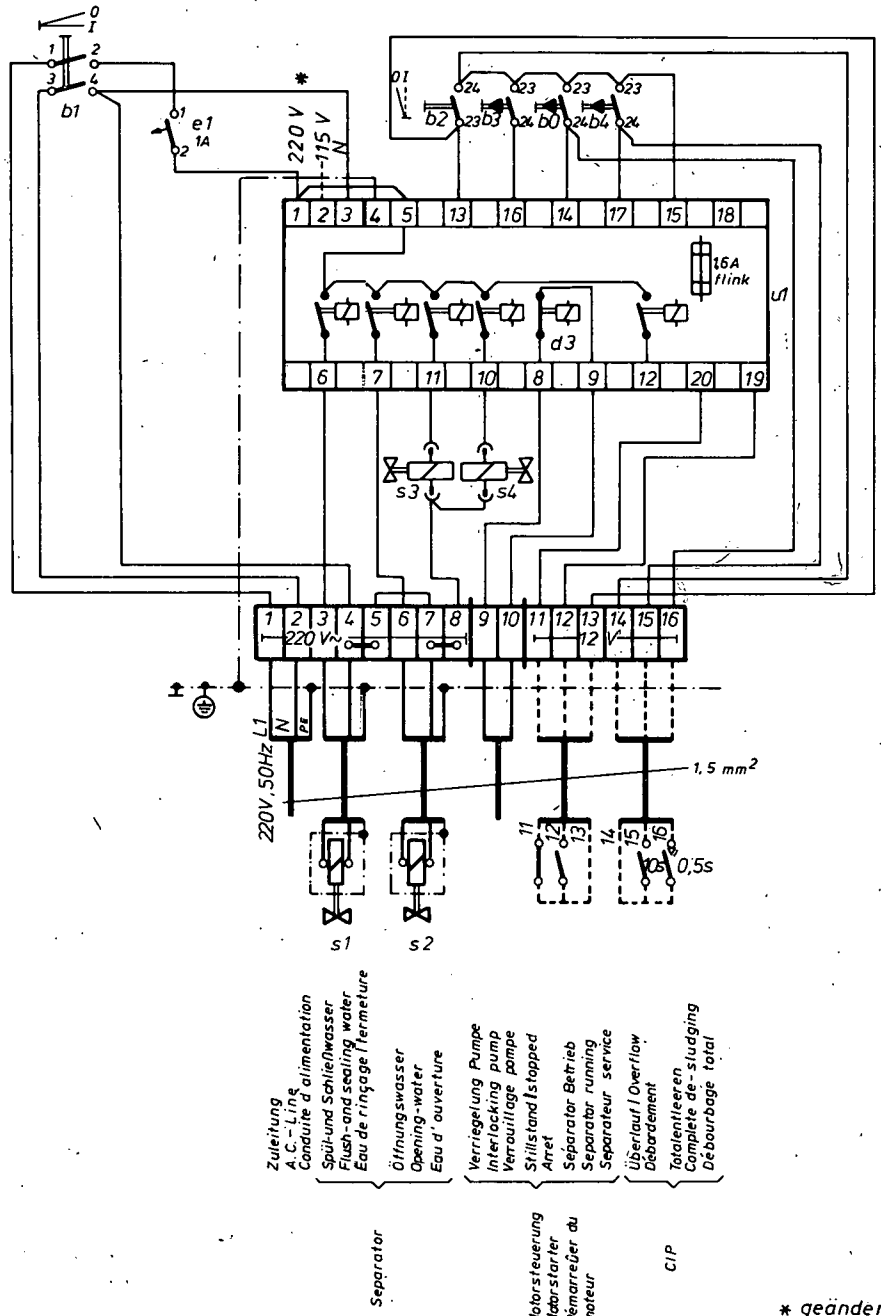 0
I
1 2
3 4
b1
e1
1A
1
2
220 V *
115 V
N
0 I
24 23 23 23
b2 b3 b0 b4
23 24 24 24
1 2 3 4 5 13 16 14 17 15 18
1,6A
flink
u1
d3
6 7 11 10 8 9 12 20 19
s3 s4
1 2 3 4 5 6 7 8 9 10 11 12 13 14 15 16
220 V~ 12 V
220V, 50Hz L1
N
PE
1,5 mm²
11 12 13 14 15 16
10s 0,5s
s1 s2
Zuleitung
A.C.-Line
Conduite d'alimentation
Spül-und Schließwasser
Flush-and sealing water
Eau de rinçage / fermeture
Öffnungswasser
Opening-water
Eau d'ouverture
Verriegelung Pumpe
Interlocking pump
Verrouillage pompe
Stillstand / stopped
Arret
Separator Betrieb
Separator running
Separateur service
Überlauf / Overflow
Débordement
Totalentleeren
Complete de-sludging
Débourbage total
Separator
Motorsteuerung
Motorstarter
Démarreur du
moteur
CIP
* geänder